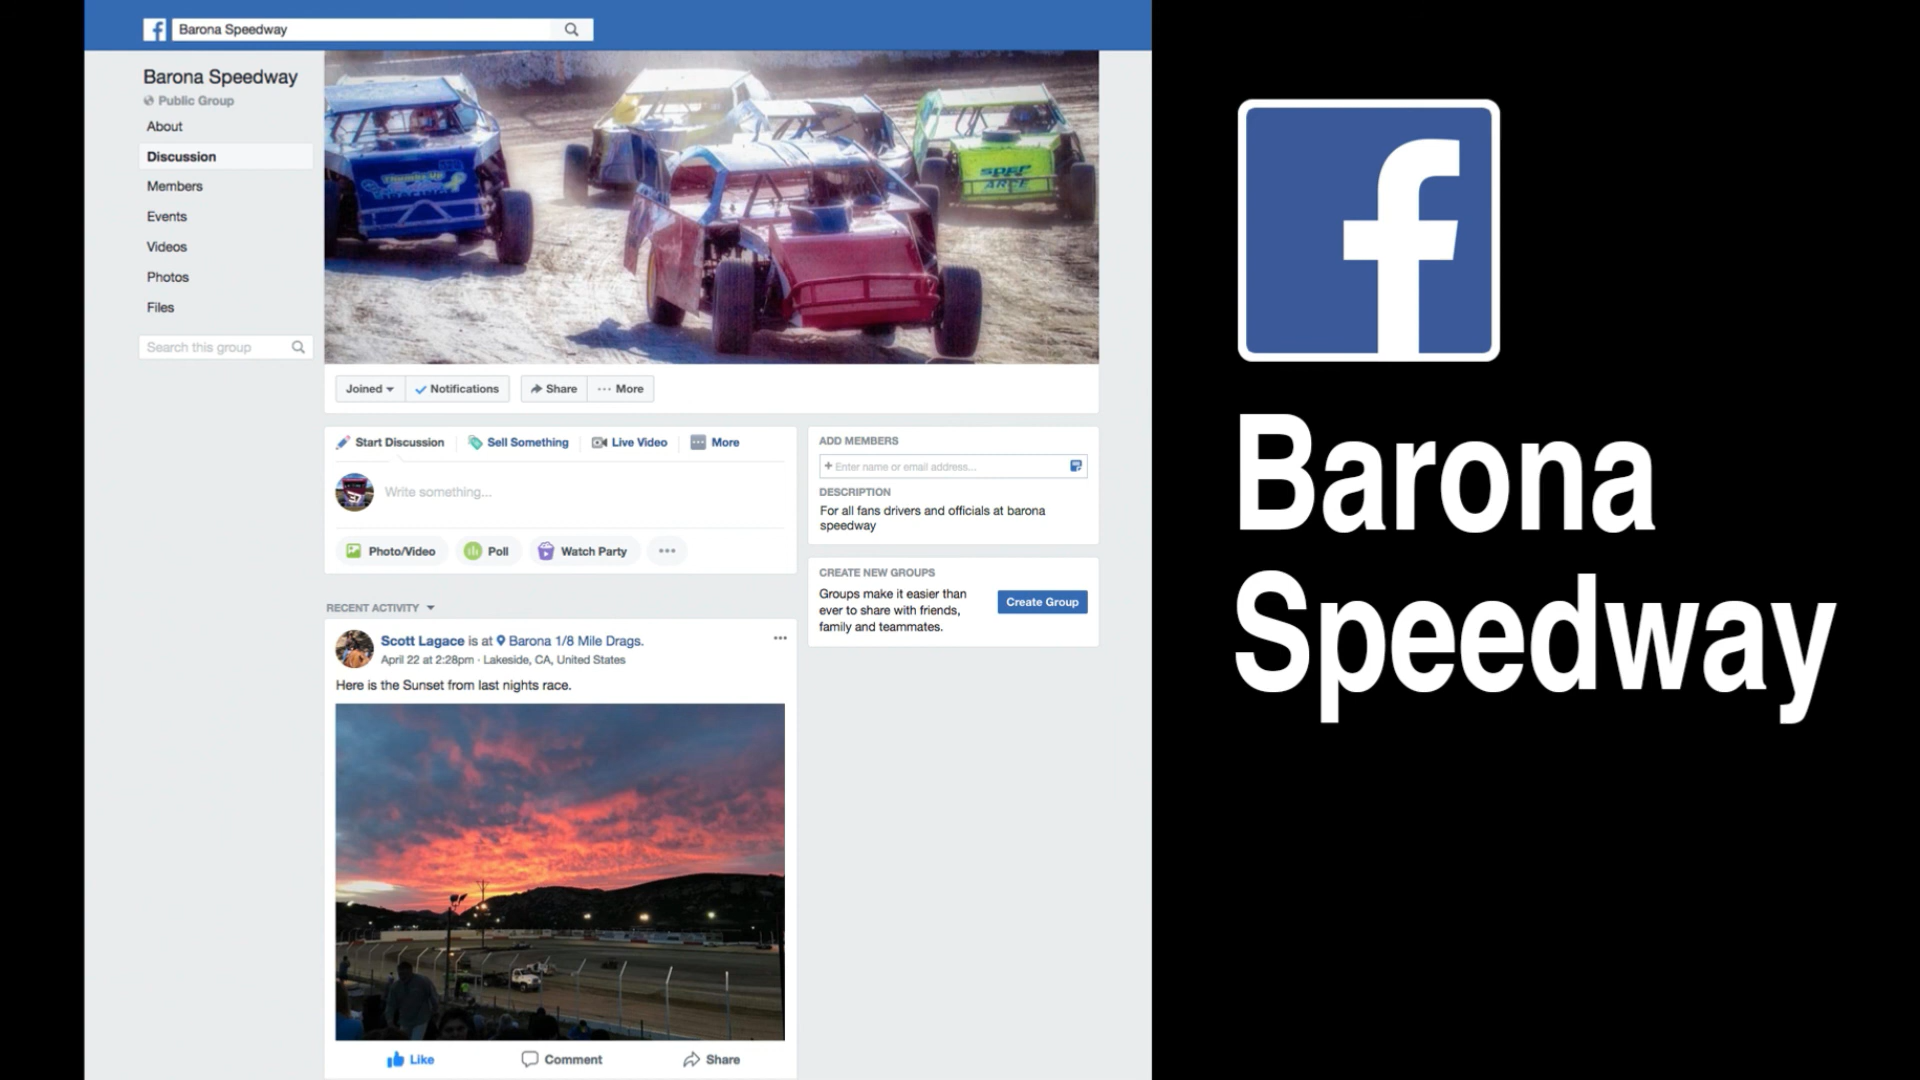 Barona Speedway
Barona Speedway
Public Group
About
Discussion
Members
Events
Videos
Photos
Files
Search this group
Joined
Notifications
Share
··· More
Start Discussion
Sell Something
Live Video
More
Write something...
Photo/Video
Poll
Watch Party
RECENT ACTIVITY
Scott Lagace is at Barona 1/8 Mile Drags.
April 22 at 2:28pm · Lakeside, CA, United States
Here is the Sunset from last nights race.
Like
Comment
Share
ADD MEMBERS
+ Enter name or email address...
DESCRIPTION
For all fans drivers and officials at barona
speedway
CREATE NEW GROUPS
Groups make it easier than
ever to share with friends,
family and teammates.
Create Group
f
Barona
Speedway